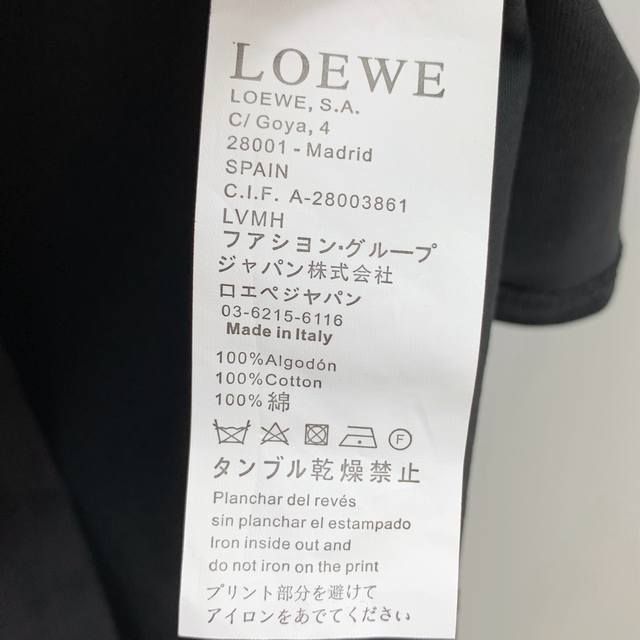 LOEWE
LOEWE, S.A.
C/ Goya, 4
28001 - Madrid
SPAIN
C.I.F. A-28003861
LVMH
フアシヨン・グループ
ジャパン株式会社
ロエペジャパン
03-6215-6116
Made in Italy
100%Algodón
100%Cotton
100%綿
F
タンブル乾燥禁止
Planchar del revés
sin planchar el estampado
Iron inside out and
do not iron on the print
プリント部分を避けて
アイロンをあでてください